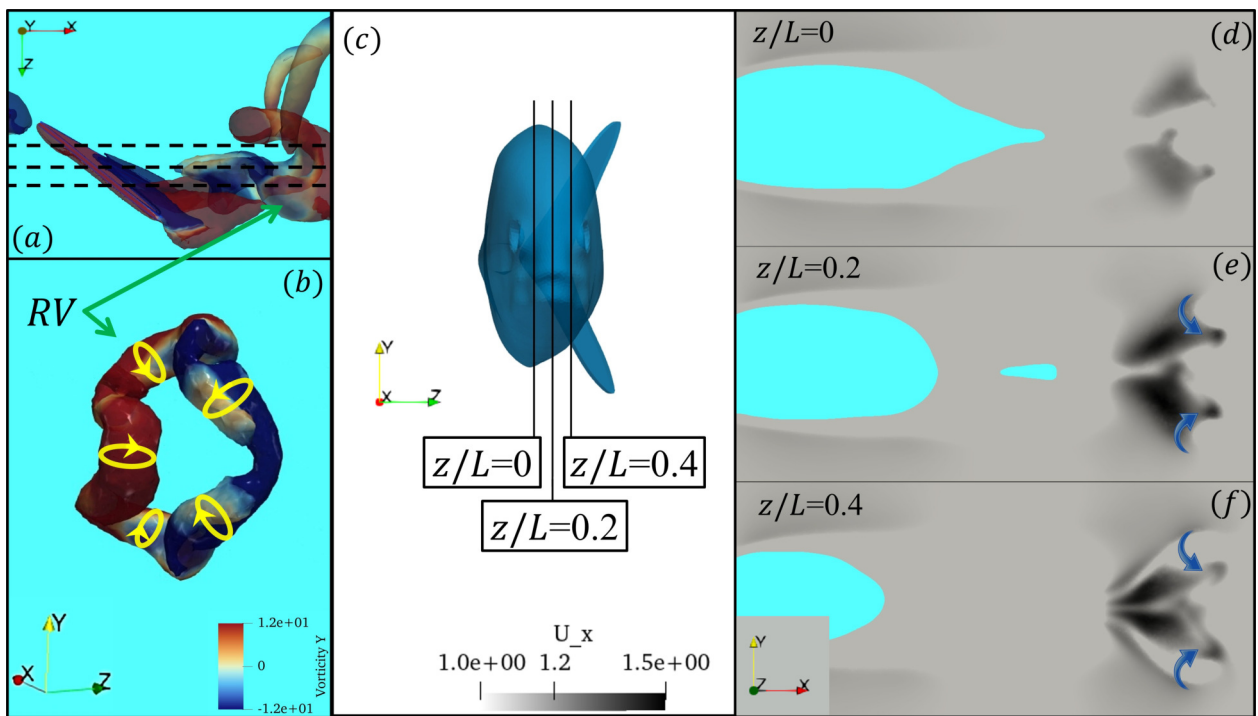 Y X
Z
(a)
RV
(b)
Y
X Z
1.2e+01
0
-1.2e+01
Vorticity Y
(c)
Y
X Z
z/L=0
z/L=0.4
z/L=0.2
U_x
1.0e+00 1.2 1.5e+00
z/L=0
(d)
z/L=0.2
(e)
z/L=0.4
(f)
Y
Z X